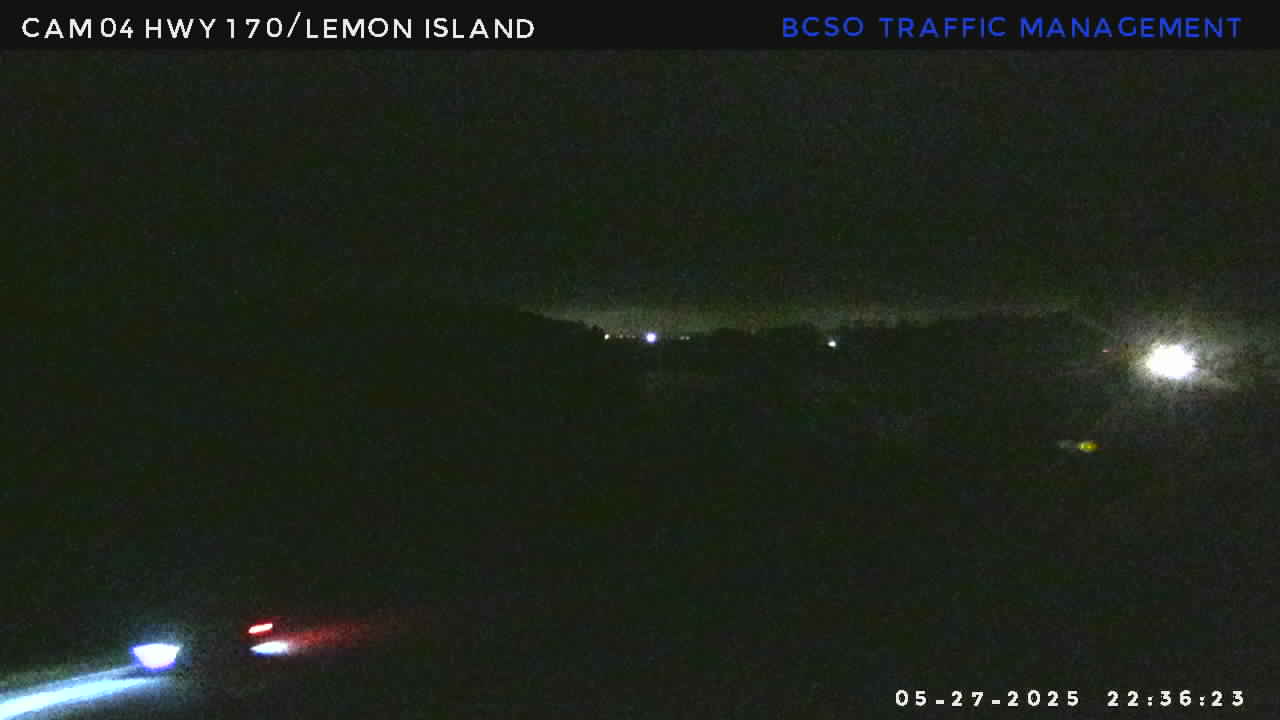 CAM04 HWY 170/LEMON ISLAND
BCSO TRAFFIC MANAGEMENT
05-27-2025 22:36:23